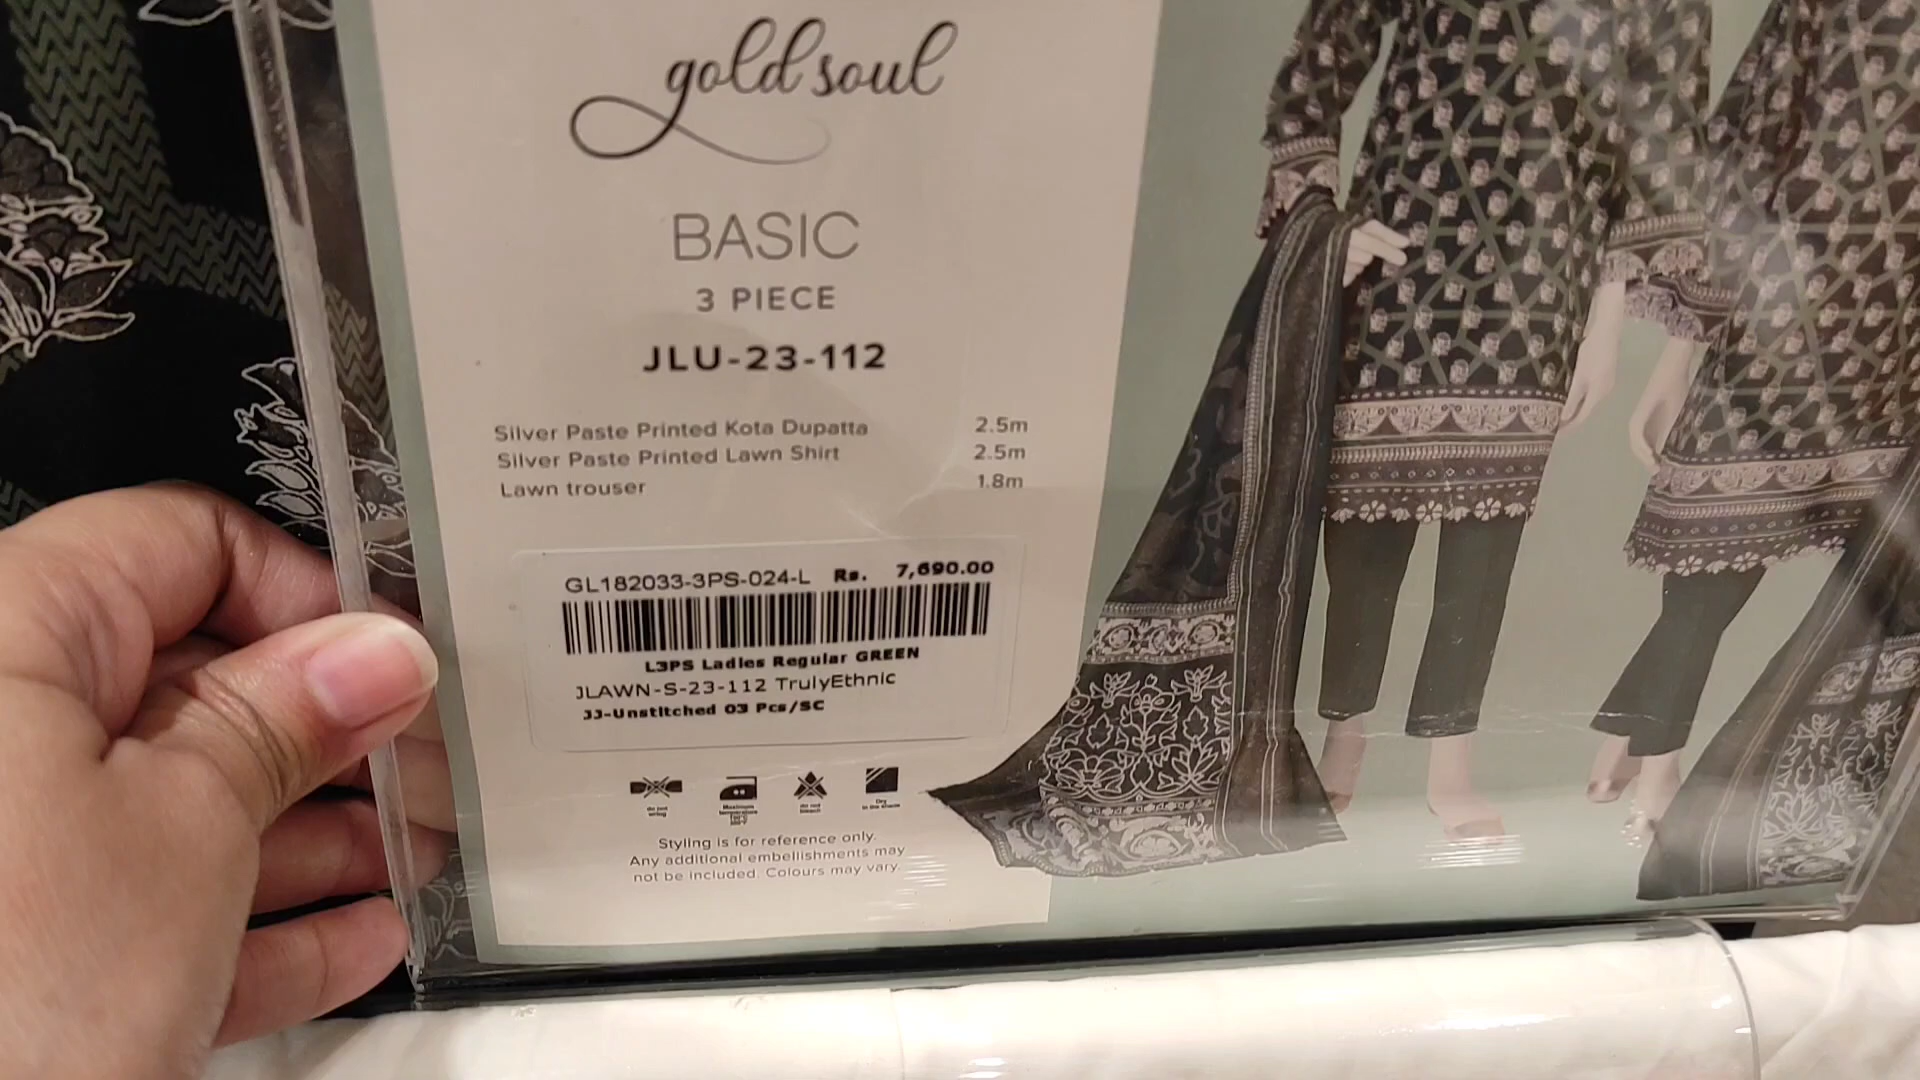 gold soul
BASIC
3 PIECE
JLU-23-112
Silver Paste Printed Kota Dupatta 2.5m
Silver Paste Printed Lawn Shirt 2.5m
Lawn trouser 1.8m
GL182033-3PS-024-L Rs. 7,690.00
L3PS Ladies Regular GREEN
JLAWN-S-23-112 TrulyEthnic
JJ-Unstitched 03 Pcs/SC
do not wring
Maximum temperature
do not bleach
Dry in the shade
Styling is for reference only.
Any additional embellishments may
not be included. Colours may vary.